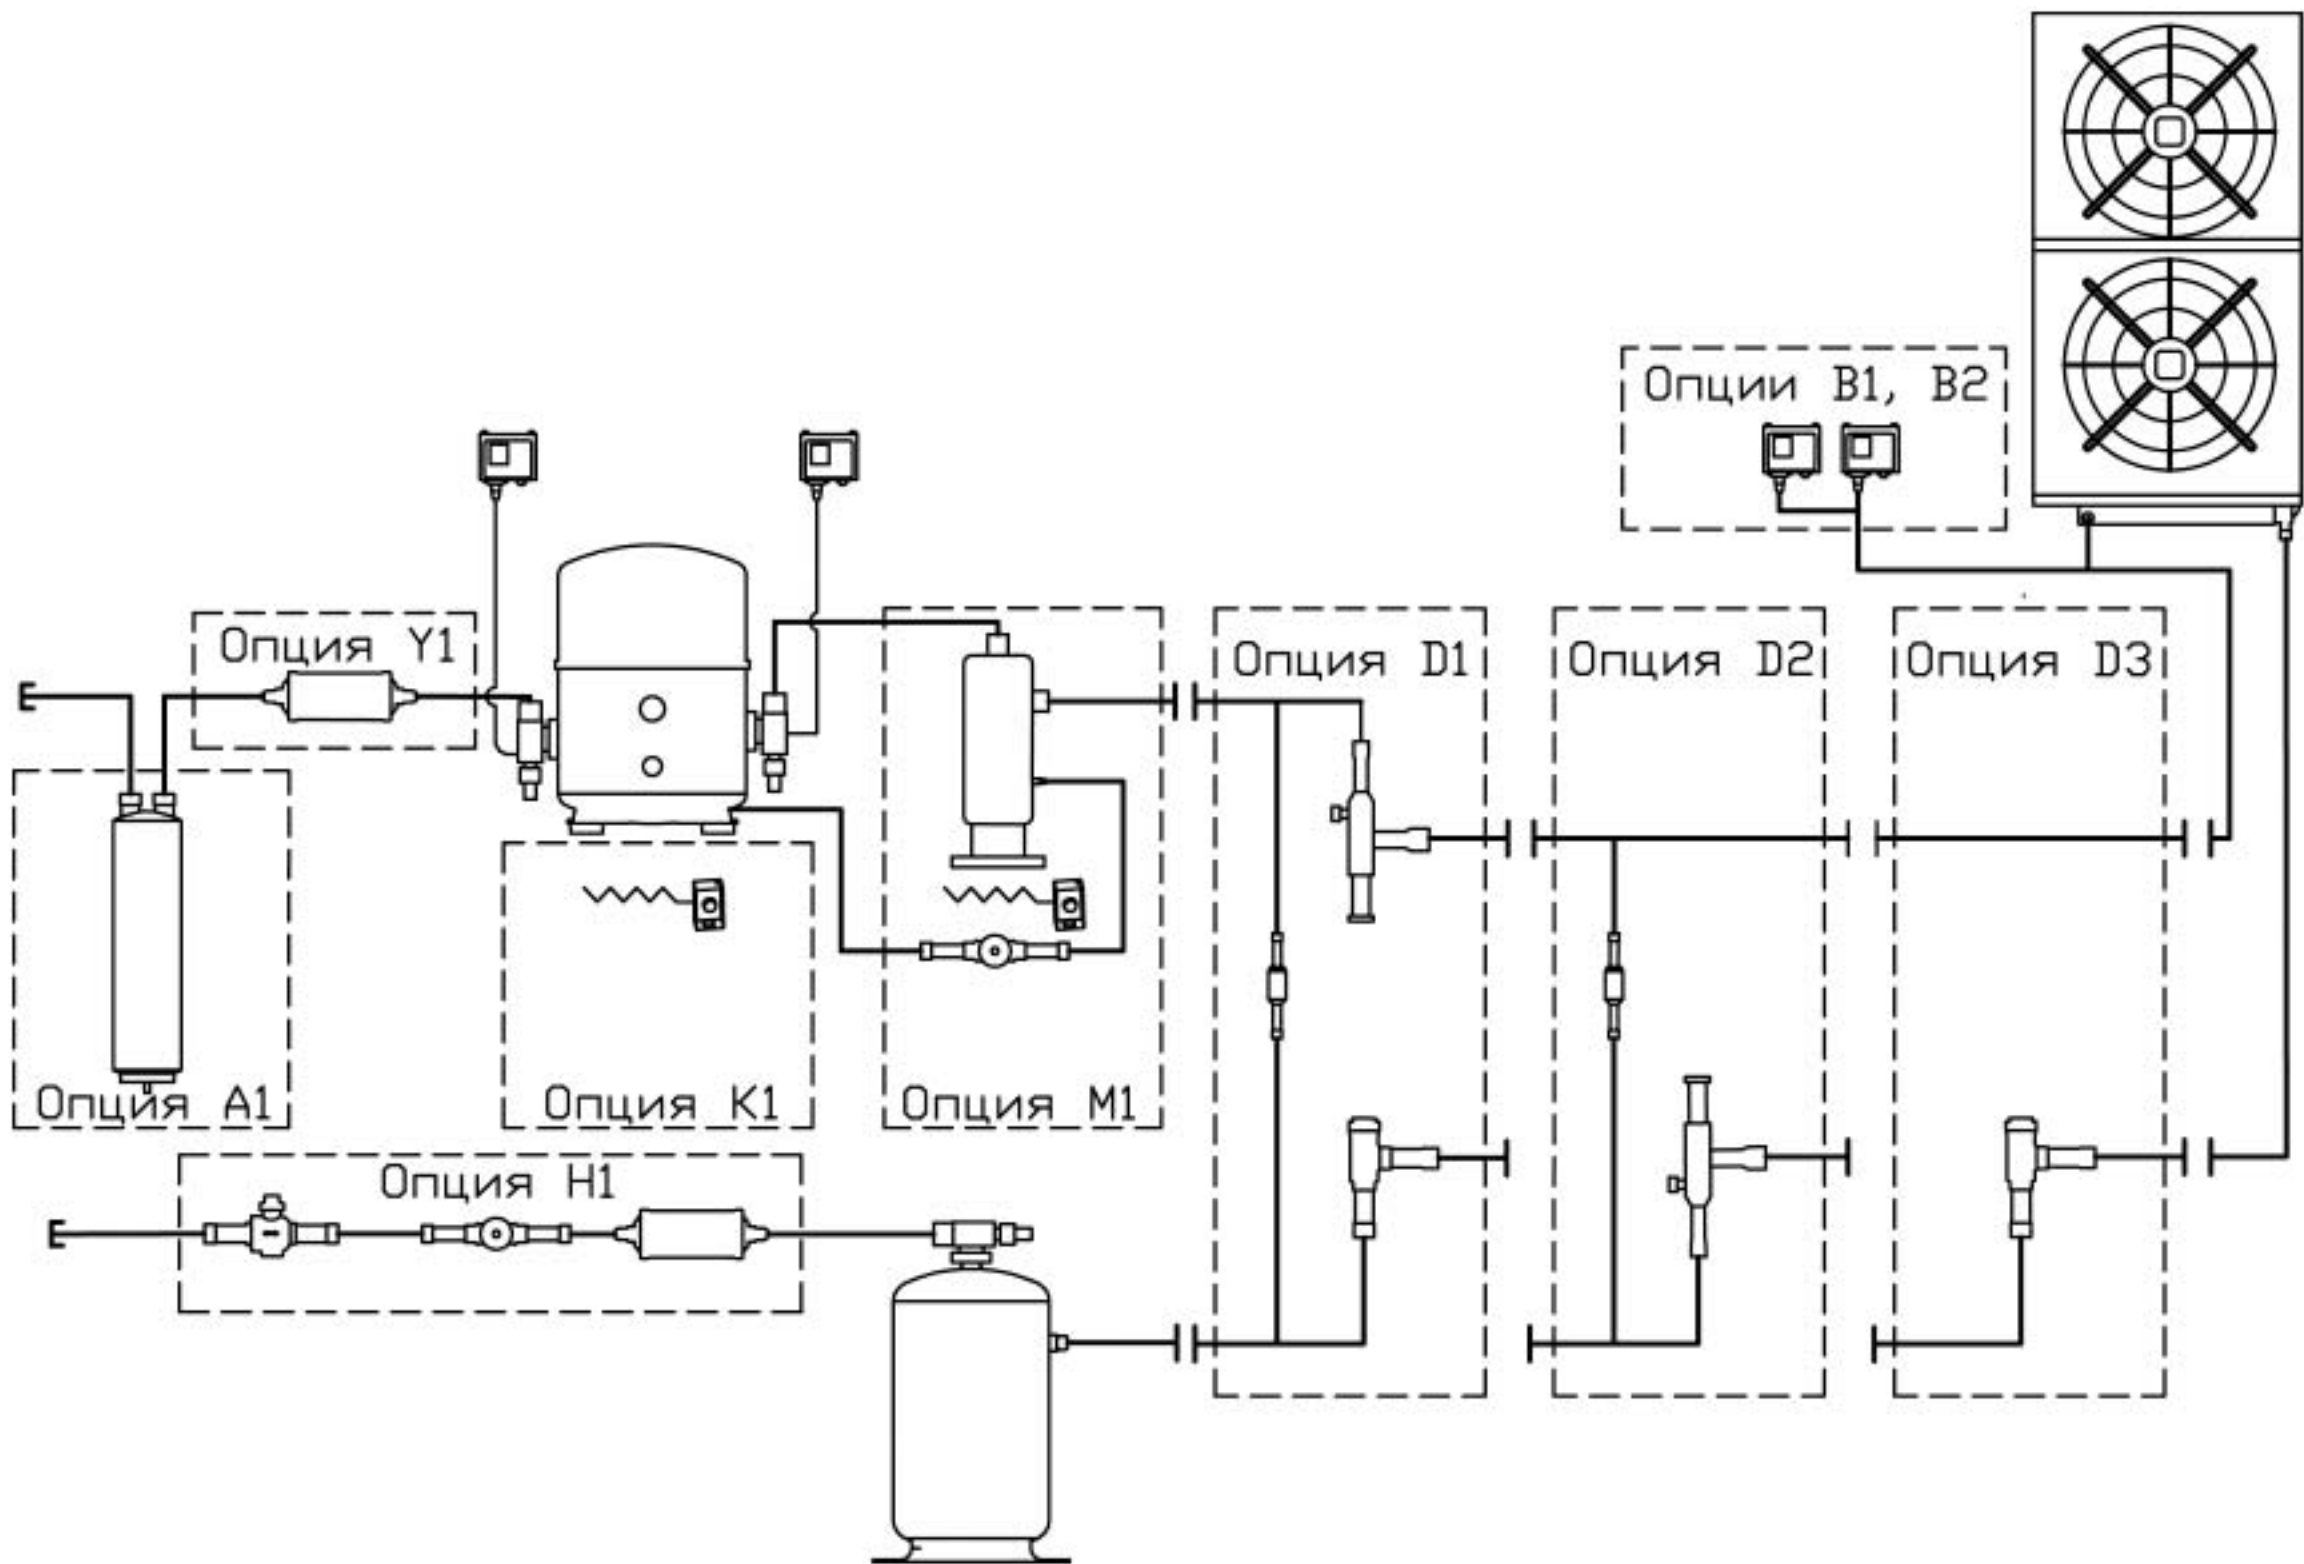 Опции B1, B2
Опция Y1
Опция D1
Опция D2
Опция D3
Опция A1
Опция K1
Опция M1
Опция H1